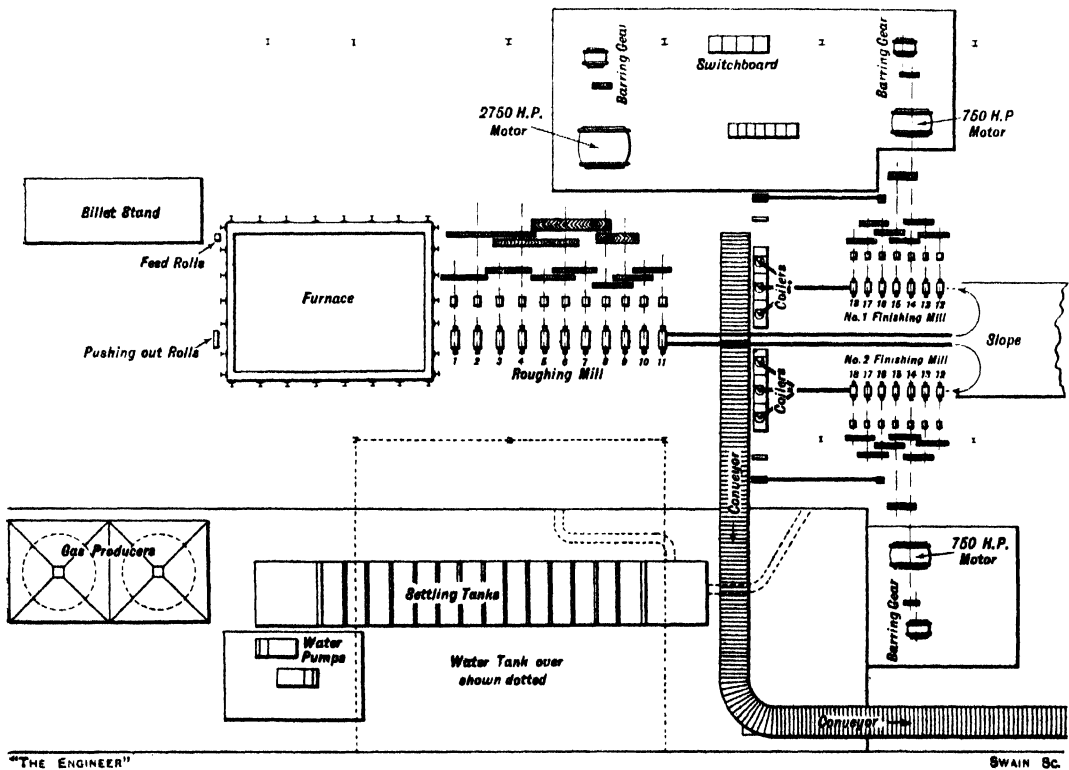 Barring Gear
Switchboard
Barring Gear
2750 H.P.
Motor
750 H.P
Motor
Billet Stand
Feed Rolls
Furnace
Pushing out Rolls
1 2 3 4 5 6 7 8 9 10 11
Roughing Mill
Coilers
18 17 16 15 14 13 12
No. 1 Finishing Mill
Slope
No. 2 Finishing Mill
18 17 16 15 14 13 12
Coilers
Conveyor
Gas Producers
Settling Tanks
750 H.P.
Motor
Barring Gear
Water
Pumps
Water Tank over
shown dotted
Conveyor
"THE ENGINEER"
SWAIN SC.